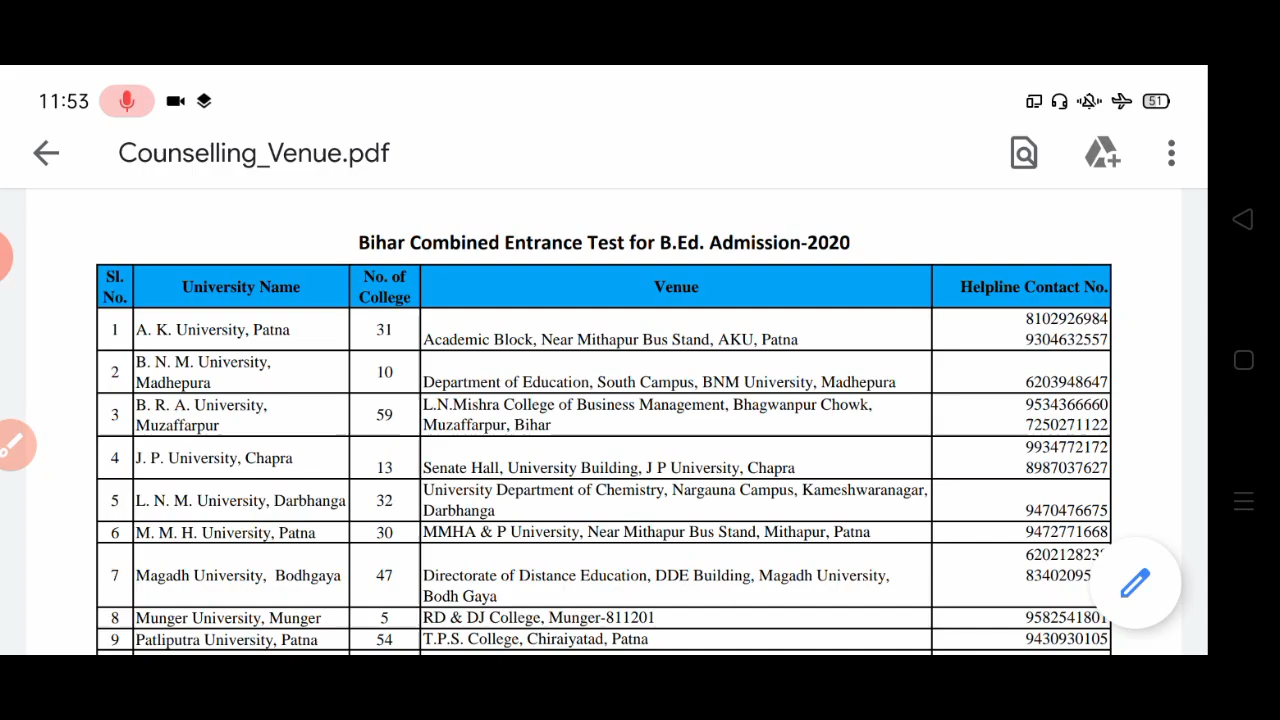 11:53
51
Counselling_Venue.pdf
Bihar Combined Entrance Test for B.Ed. Admission-2020
Sl. No. University Name No. of College Venue Helpline Contact No.
1 A. K. University, Patna 31 Academic Block, Near Mithapur Bus Stand, AKU, Patna 8102926984
9304632557
2 B. N. M. University, Madhepura 10 Department of Education, South Campus, BNM University, Madhepura 6203948647
3 B. R. A. University, Muzaffarpur 59 L.N.Mishra College of Business Management, Bhagwanpur Chowk, Muzaffarpur, Bihar 9534366660
7250271122
4 J. P. University, Chapra 13 Senate Hall, University Building, J P University, Chapra 9934772172
8987037627
5 L. N. M. University, Darbhanga 32 University Department of Chemistry, Nargauna Campus, Kameshwaranagar, Darbhanga 9470476675
6 M. M. H. University, Patna 30 MMHA & P University, Near Mithapur Bus Stand, Mithapur, Patna 9472771668
7 Magadh University, Bodhgaya 47 Directorate of Distance Education, DDE Building, Magadh University, Bodh Gaya
8 Munger University, Munger 5 RD & DJ College, Munger-811201 9582541801
9 Patliputra University, Patna 54 T.P.S. College, Chiraiyatad, Patna 9430930105